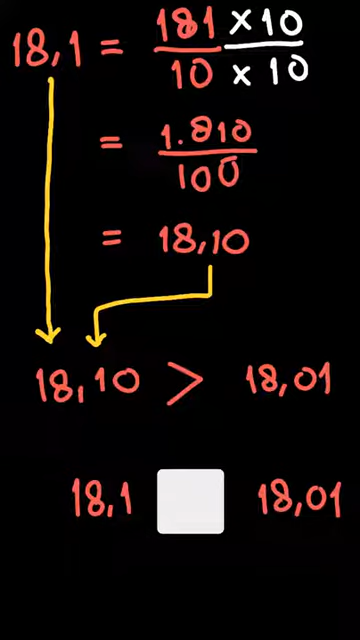 18,1 = 181/10 × 10/× 10
= 1.810/100
= 18,10
18,10 > 18,01
18,1 18,01